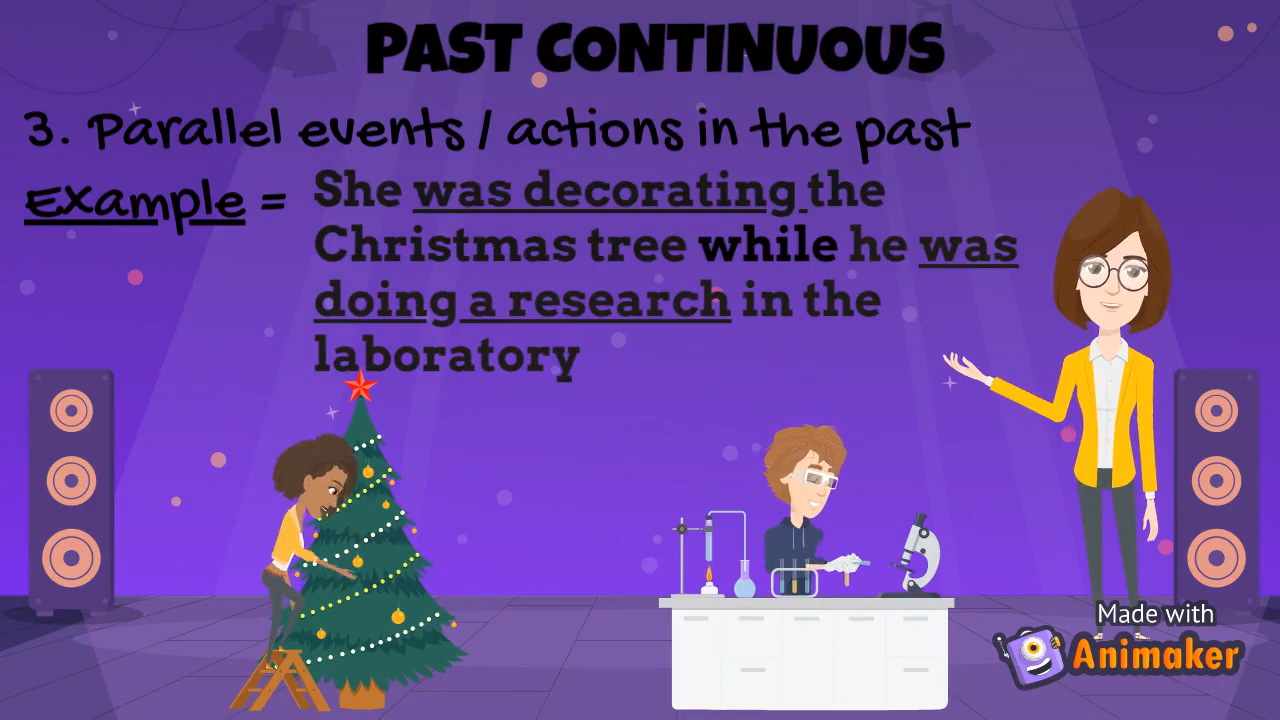 PAST CONTINUOUS
3. Parallel events / actions in the past
Example = She was decorating the
Christmas tree while he was
doing a research in the
laboratory
Made with
Animaker